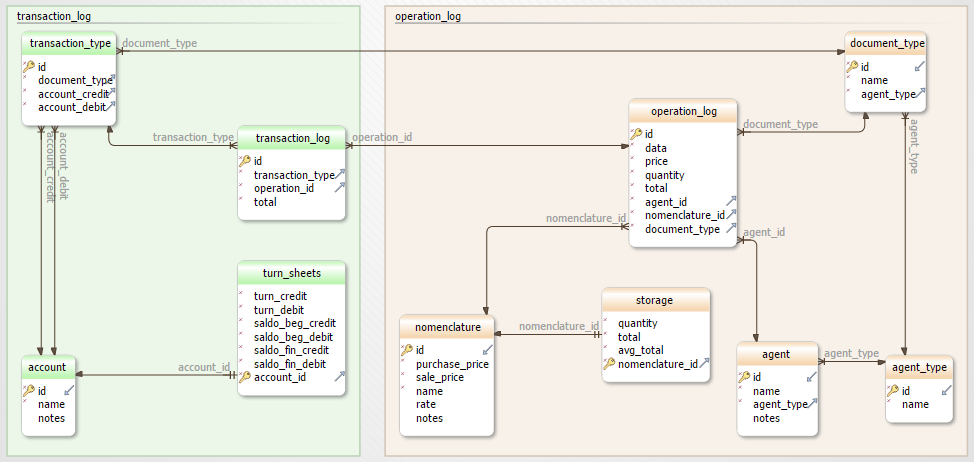 transaction_log
transaction_type
id
document_type
account_credit
account_debit
document_type
account_credit
account_debit
transaction_type
transaction_log
id
transaction_type
operation_id
total
operation_id
turn_sheets
turn_credit
turn_debit
saldo_beg_credit
saldo_beg_debit
saldo_fin_credit
saldo_fin_debit
account_id
account_id
account
id
name
notes
operation_log
document_type
id
name
agent_type
operation_log
id
data
price
quantity
total
agent_id
nomenclature_id
document_type
document_type
agent_type
nomenclature_id
agent_id
storage
quantity
total
avg_total
nomenclature_id
nomenclature_id
nomenclature
id
purchase_price
sale_price
name
rate
notes
agent
id
name
agent_type
notes
agent_type
agent_type
id
name